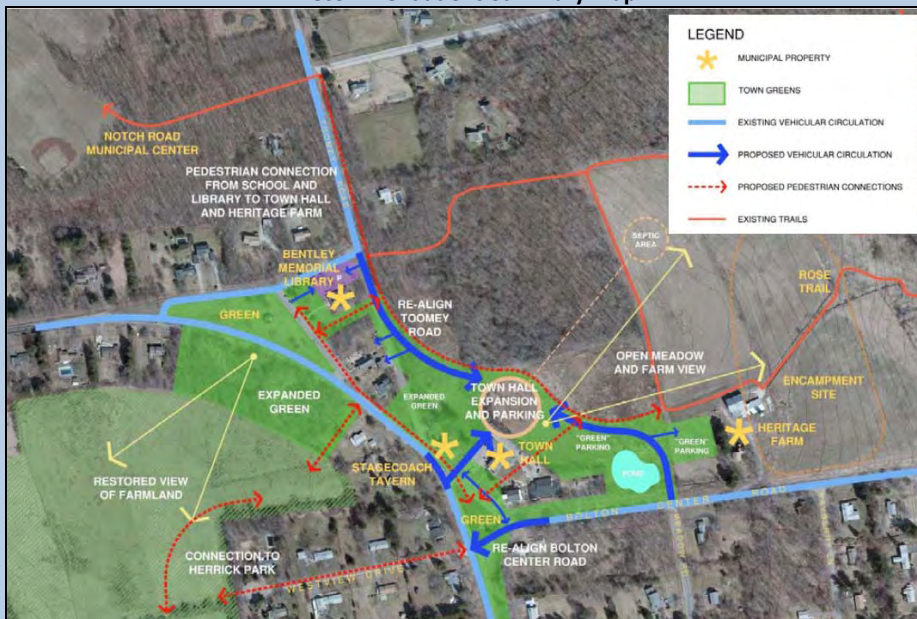 LEGEND
MUNICIPAL PROPERTY
TOWN GREENS
EXISTING VEHICULAR CIRCULATION
PROPOSED VEHICULAR CIRCULATION
PROPOSED PEDESTRIAN CONNECTIONS
EXISTING TRAILS
NOTCH ROAD
MUNICIPAL CENTER
PEDESTRIAN CONNECTION
FROM SCHOOL AND
LIBRARY TO TOWN HALL
AND HERITAGE FARM
SEPTIC
AREA
BENTLEY
MEMORIAL
LIBRARY
P
ROSE
TRAIL
GREEN
RE-ALIGN
TOOMEY
ROAD
OPEN MEADOW
AND FARM VIEW
TOWN HALL
EXPANSION
AND PARKING
ENCAMPMENT
SITE
EXPANDED
GREEN
EXPANDED
GREEN
"GREEN"
PARKING
"GREEN"
PARKING
HERITAGE
FARM
TOWN
HALL
STAGECOACH
TAVERN
POND
RESTORED VIEW
OF FARMLAND
GREEN
BOLTON CENTER ROAD
RE-ALIGN BOLTON
CENTER ROAD
CONNECTION TO
HERRICK PARK
WESTVIEW DRIVE